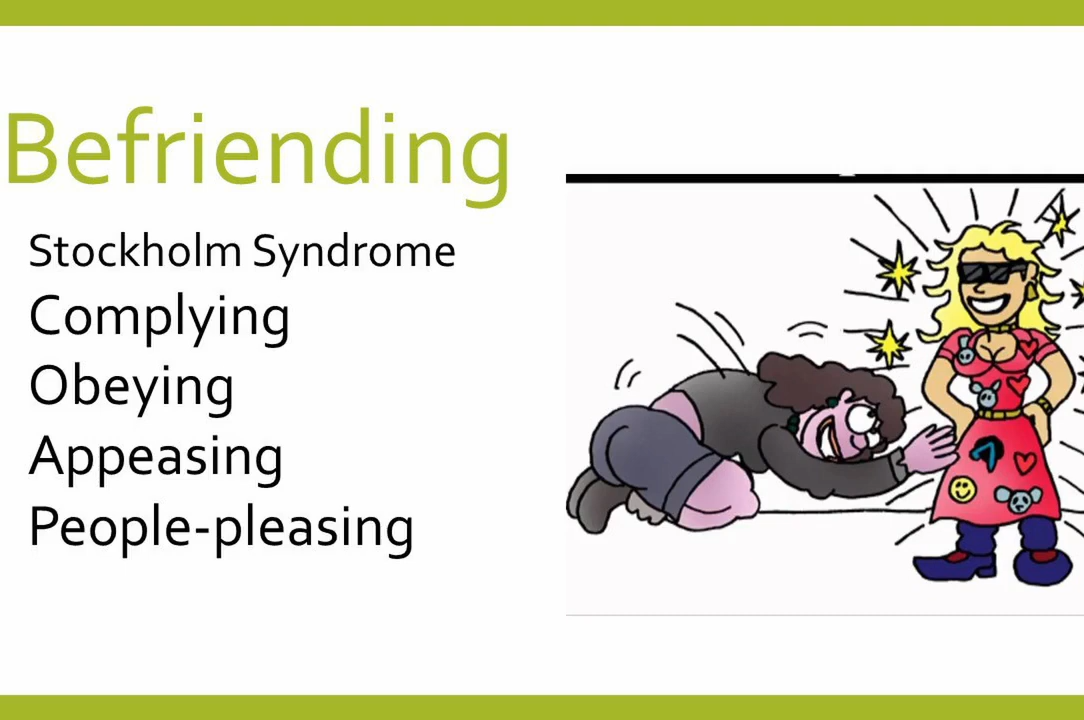 Befriending
Stockholm Syndrome
Complying
Obeying
Appeasing
People-pleasing